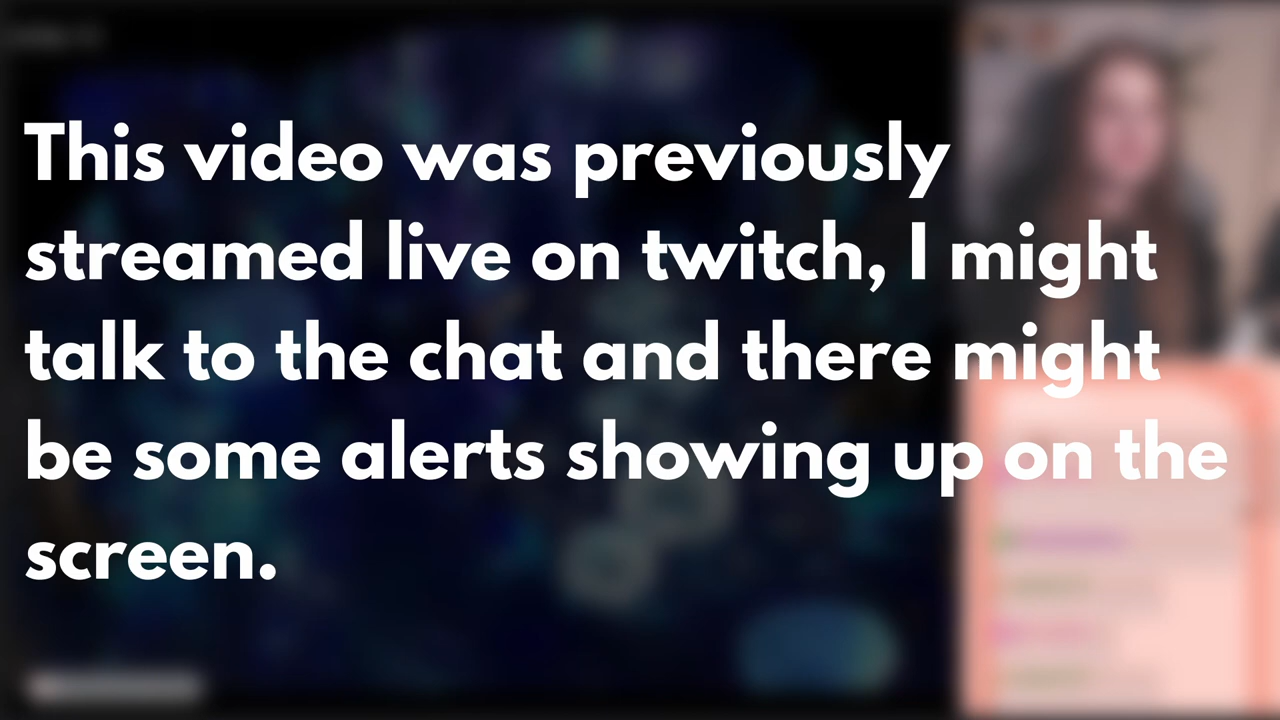 This video was previously
streamed live on twitch, I might
talk to the chat and there might
be some alerts showing up on the
screen.